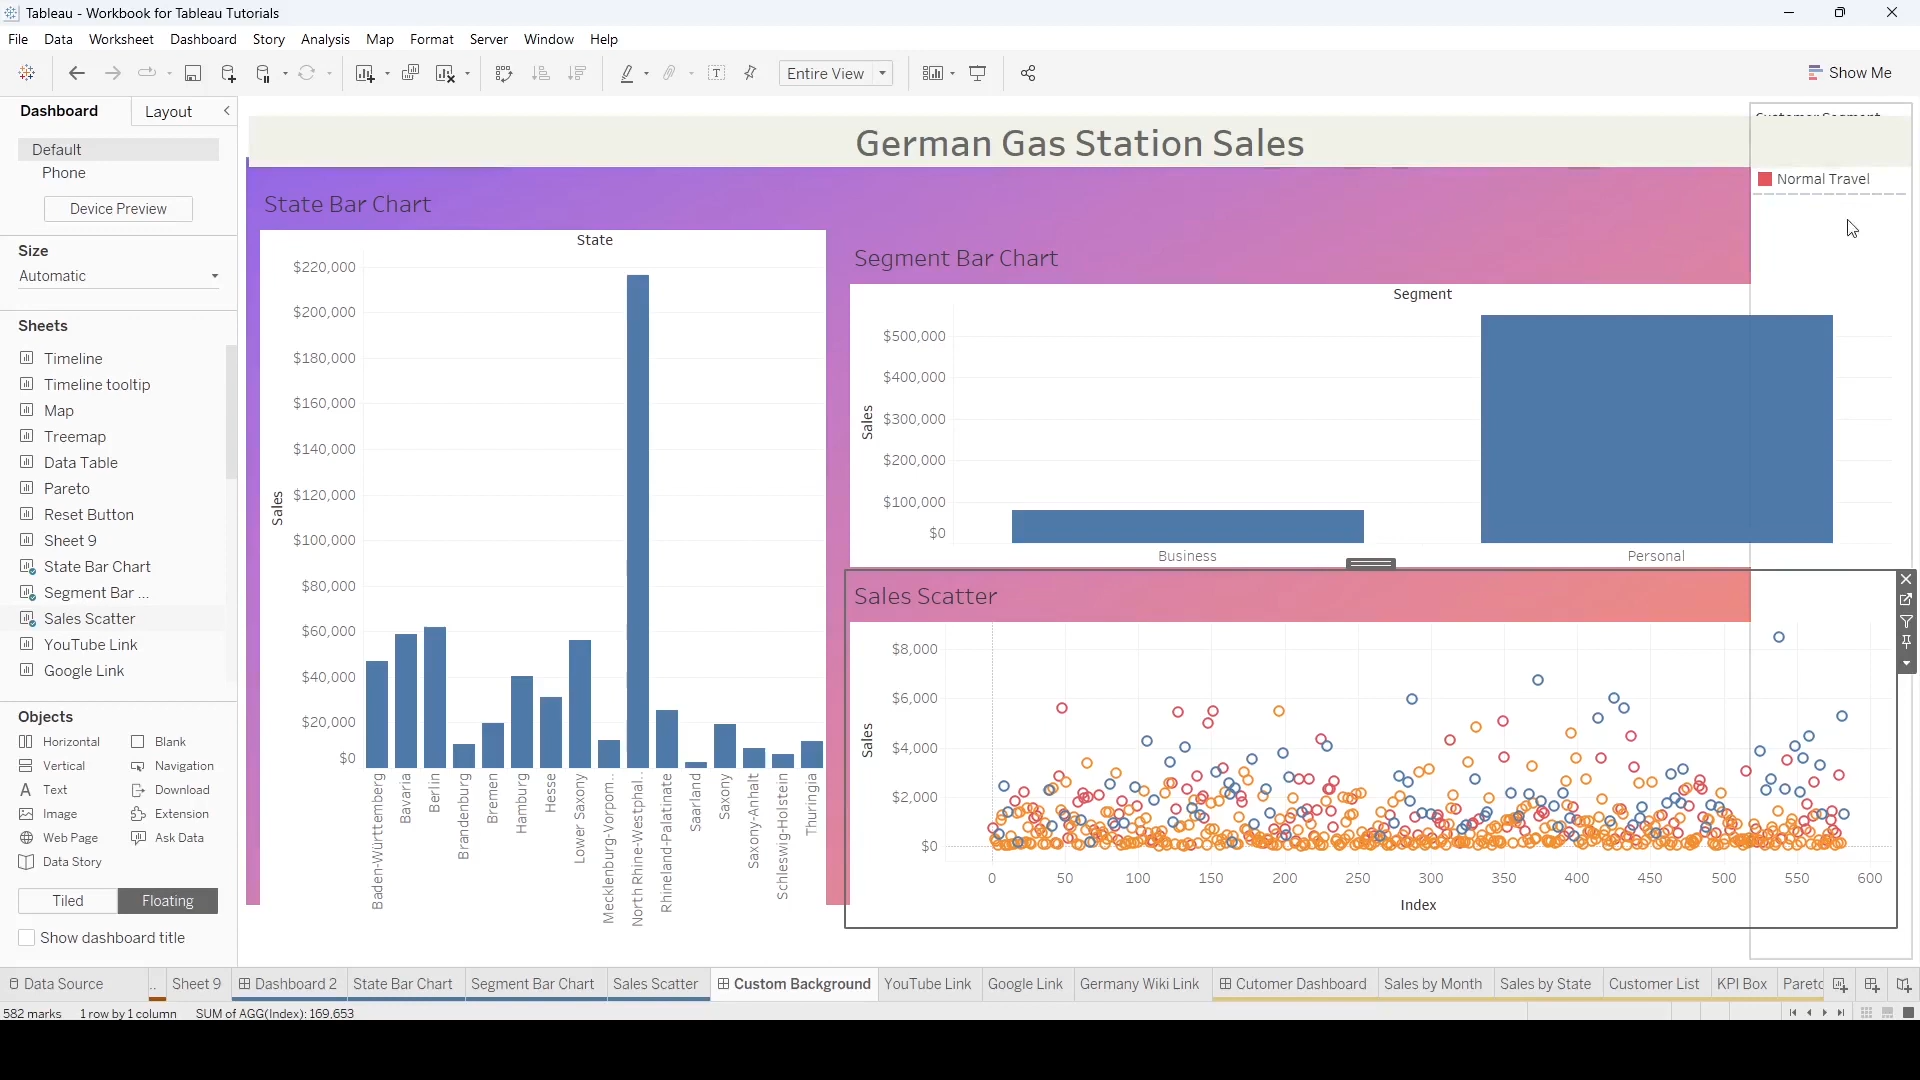 Tableau - Workbook for Tableau Tutorials
File Data Worksheet Dashboard Story Analysis Map Format Server Window Help
Entire View
Show Me
Dashboard
Layout
Default
Phone
Device Preview
Size
Automatic
Sheets
Timeline
Timeline tooltip
Map
Treemap
Data Table
Pareto
Reset Button
Sheet 9
State Bar Chart
Segment Bar ...
Sales Scatter
YouTube Link
Google Link
Objects
Horizontal
Blank
Vertical
Navigation
Text
Download
Image
Extension
Web Page
Ask Data
Data Story
Tiled
Floating
Show dashboard title
German Gas Station Sales
Normal Travel
State Bar Chart
State
$220,000
$200,000
$180,000
$160,000
$140,000
$120,000
$100,000
$80,000
$60,000
$40,000
$20,000
$0
Sales
Baden-Württemberg
Bavaria
Berlin
Brandenburg
Bremen
Hamburg
Hesse
Lower Saxony
Mecklenburg-Vorpom..
North Rhine-Westphal..
Rhineland-Palatinate
Saarland
Saxony
Saxony-Anhalt
Schleswig-Holstein
Thuringia
Segment Bar Chart
Segment
$500,000
$400,000
$300,000
$200,000
$100,000
$0
Sales
Business
Personal
Sales Scatter
$8,000
$6,000
$4,000
$2,000
$0
Sales
0 50 100 150 200 250 300 350 400 450 500 550 600
Index
Data Source .. Sheet 9 Dashboard 2 State Bar Chart Segment Bar Chart Sales Scatter Custom Background YouTube Link Google Link Germany Wiki Link Cutomer Dashboard Sales by Month Sales by State Customer List KPI Box Pareto
582 marks 1 row by 1 column SUM of AGG(Index): 169,653